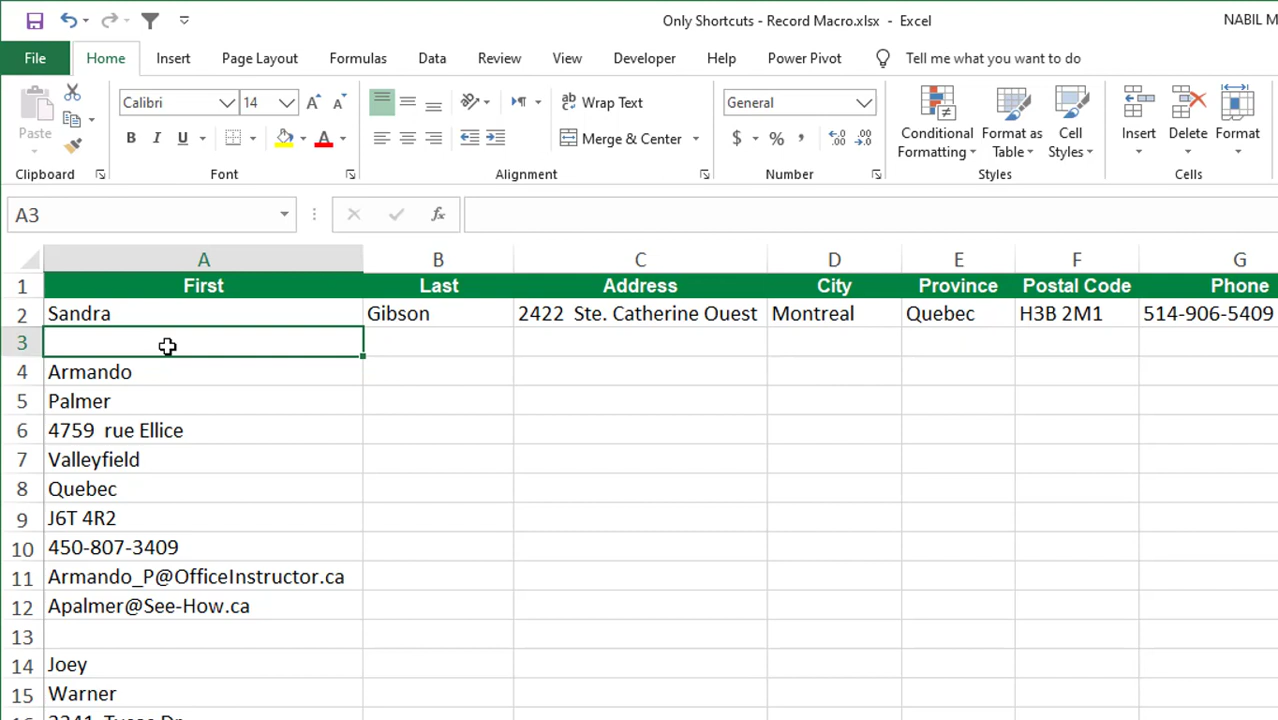 Only Shortcuts - Record Macro.xlsx - Excel
NABIL M
File Home Insert Page Layout Formulas Data Review View Developer Help Power Pivot Tell me what you want to do
Paste
Calibri 14
Wrap Text
General
Conditional Formatting
Format as Table
Cell Styles
Insert Delete Format
B I U
Merge & Center
$ % ,
Clipboard Font Alignment Number Styles Cells
A3 fx
A B C D E F G
1 First Last Address City Province Postal Code Phone
2 Sandra Gibson 2422 Ste. Catherine Ouest Montreal Quebec H3B 2M1 514-906-5409
3
4 Armando
5 Palmer
6 4759 rue Ellice
7 Valleyfield
8 Quebec
9 J6T 4R2
10 450-807-3409
11 Armando_P@OfficeInstructor.ca
12 Apalmer@See-How.ca
13
14 Joey
15 Warner